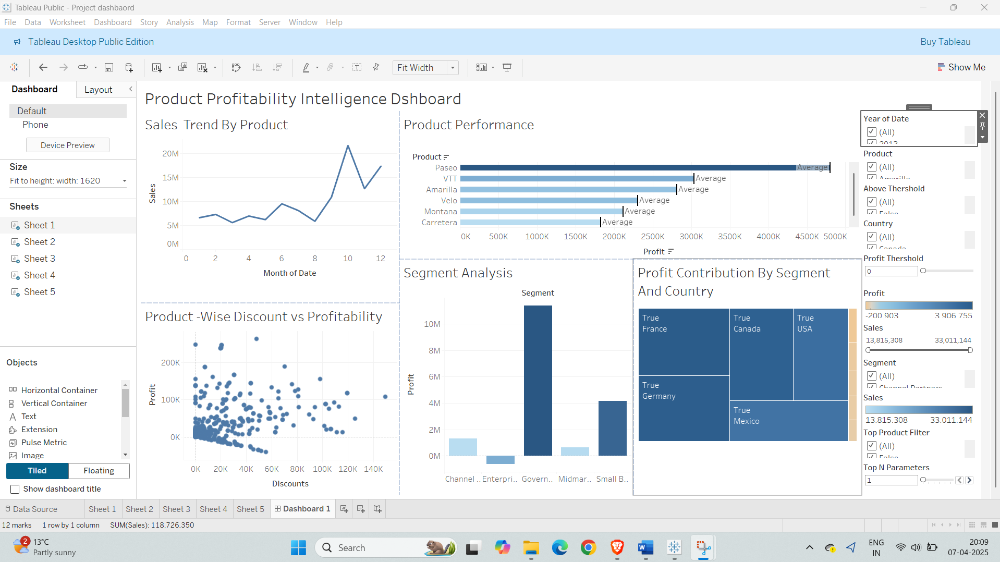 Tableau Public - Project dashbaord
File Data Worksheet Dashboard Story Analysis Map Format Server Window Help
Tableau Desktop Public Edition
Buy Tableau
Fit Width
Show Me
Dashboard
Layout
Default
Phone
Device Preview
Size
Fit to height: width: 1620
Sheets
Sheet 1
Sheet 2
Sheet 3
Sheet 4
Sheet 5
Objects
Horizontal Container
Vertical Container
Text
Extension
Pulse Metric
Image
Tiled
Floating
Show dashboard title
Product Profitability Intelligence Dshboard
Sales Trend By Product
Sales
20M
15M
10M
5M
0M
0 2 4 6 8 10 12
Month of Date
Product Performance
Product
Paseo Average
VTT Average
Amarilla Average
Velo Average
Montana Average
Carretera Average
0K 500K 1000K 1500K 2000K 2500K 3000K 3500K 4000K 4500K 5000K
Profit
Product -Wise Discount vs Profitability
Profit
200K
100K
0K
0K 20K 40K 60K 80K 100K 120K 140K
Discounts
Segment Analysis
Segment
Profit
10M
8M
6M
4M
2M
0M
Channel .. Enterpri.. Govern.. Midmar.. Small B..
Profit Contribution By Segment
And Country
True
France
True
Canada
True
USA
True
Germany
True
Mexico
Year of Date
(All)
2013
Product
(All)
Amarilla
Above Thershold
(All)
False
Country
(All)
Canada
Profit Thershold
0
Profit
-200,903 3,906,755
Sales
13,815,308 33,011,144
Segment
(All)
Channel Partners
Sales
13,815,308 33,011,144
Top Product Filter
(All)
False
Top N Parameters
1
Data Source Sheet 1 Sheet 2 Sheet 3 Sheet 4 Sheet 5 Dashboard 1
12 marks 1 row by 1 column SUM(Sales): 118,726,350
2
13°C
Partly sunny
Search
W
ENG
IN
20:09
07-04-2025